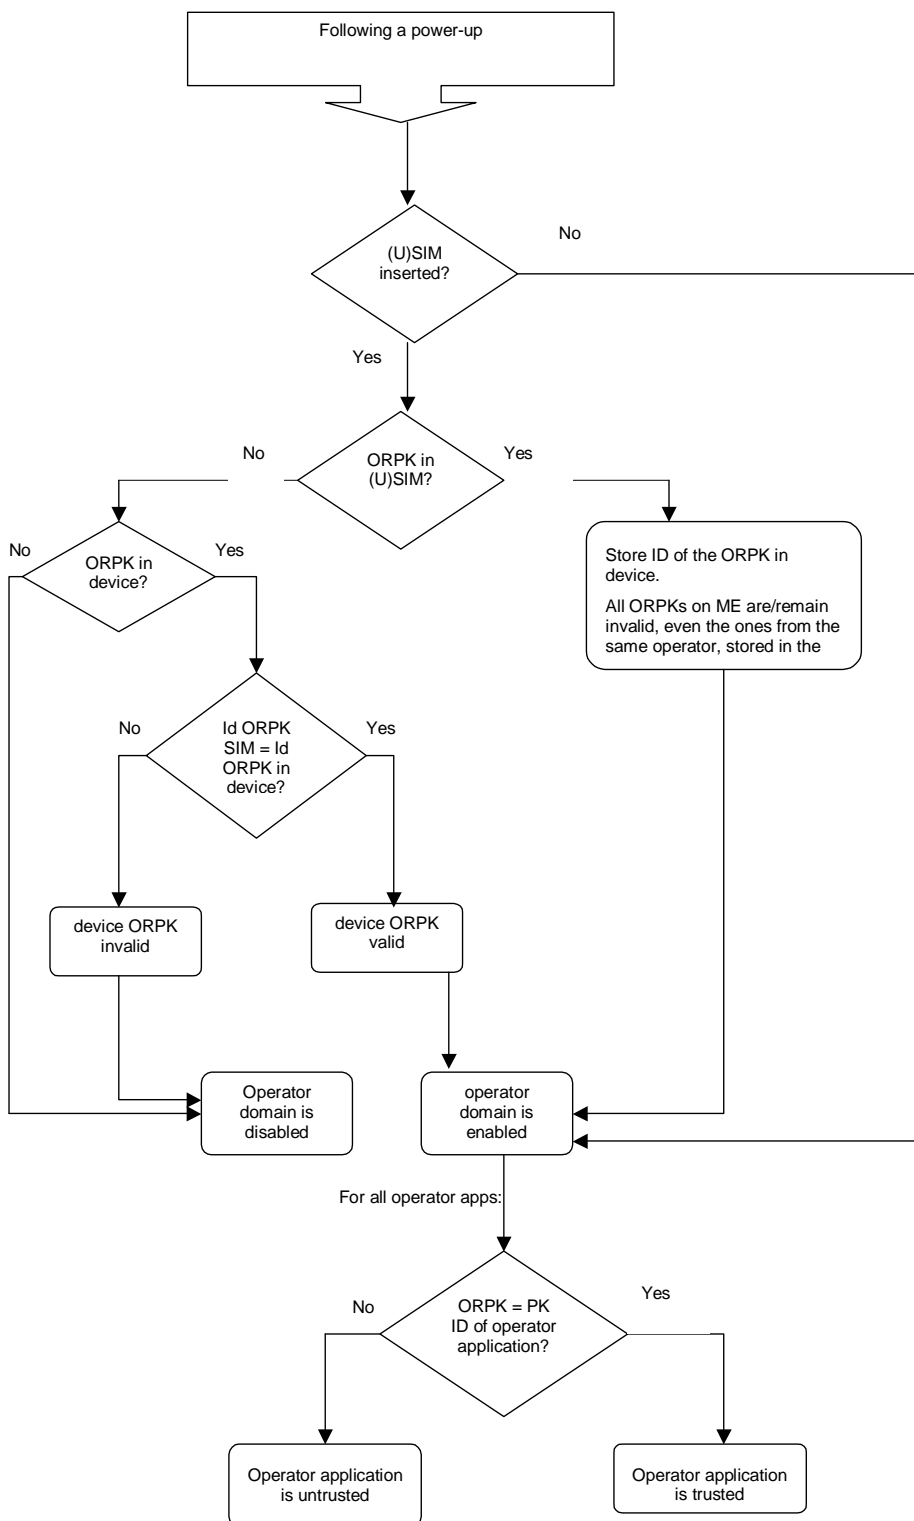 Following a power-up
(U)SIM
inserted?
No
Yes
ORPK in
(U)SIM?
No
Yes
ORPK in
device?
No
Yes
Store ID of the ORPK in
device.
All ORPKs on ME are/remain
invalid, even the ones from the
same operator, stored in the
Id ORPK
SIM = Id
ORPK in
device?
No
Yes
device ORPK
invalid
device ORPK
valid
Operator
domain is
disabled
operator
domain is
enabled
For all operator apps:
ORPK = PK
ID of operator
application?
No
Yes
Operator application
is untrusted
Operator application
is trusted